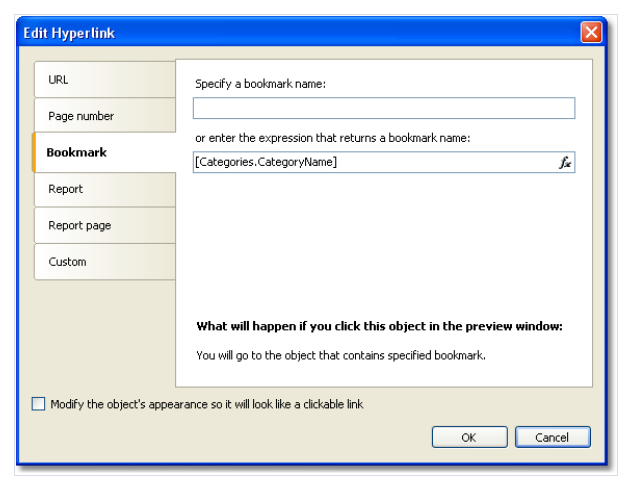 Edit Hyperlink
URL
Page number
Bookmark
Report
Report page
Custom
Specify a bookmark name:
or enter the expression that returns a bookmark name:
[Categories.CategoryName]
fx
What will happen if you click this object in the preview window:
You will go to the object that contains specified bookmark.
Modify the object's appearance so it will look like a clickable link
OK
Cancel